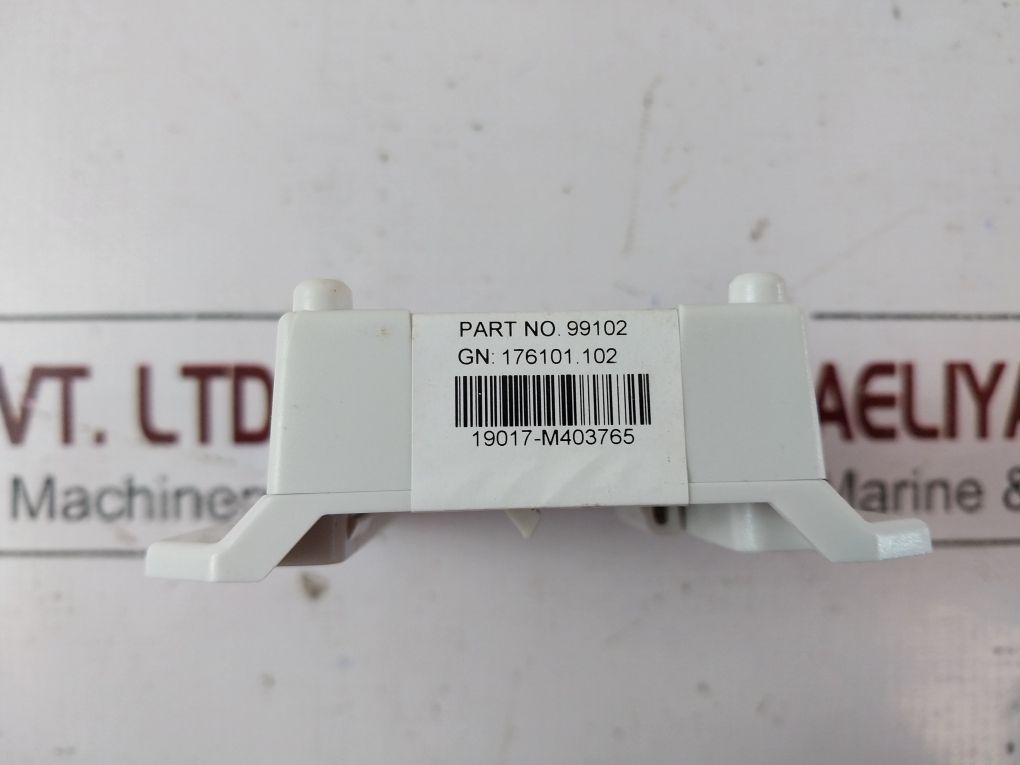 PART NO. 99102
GN: 176101.102
19017-M403765
VT. LTD
AELIYA
Machiner
Marine &